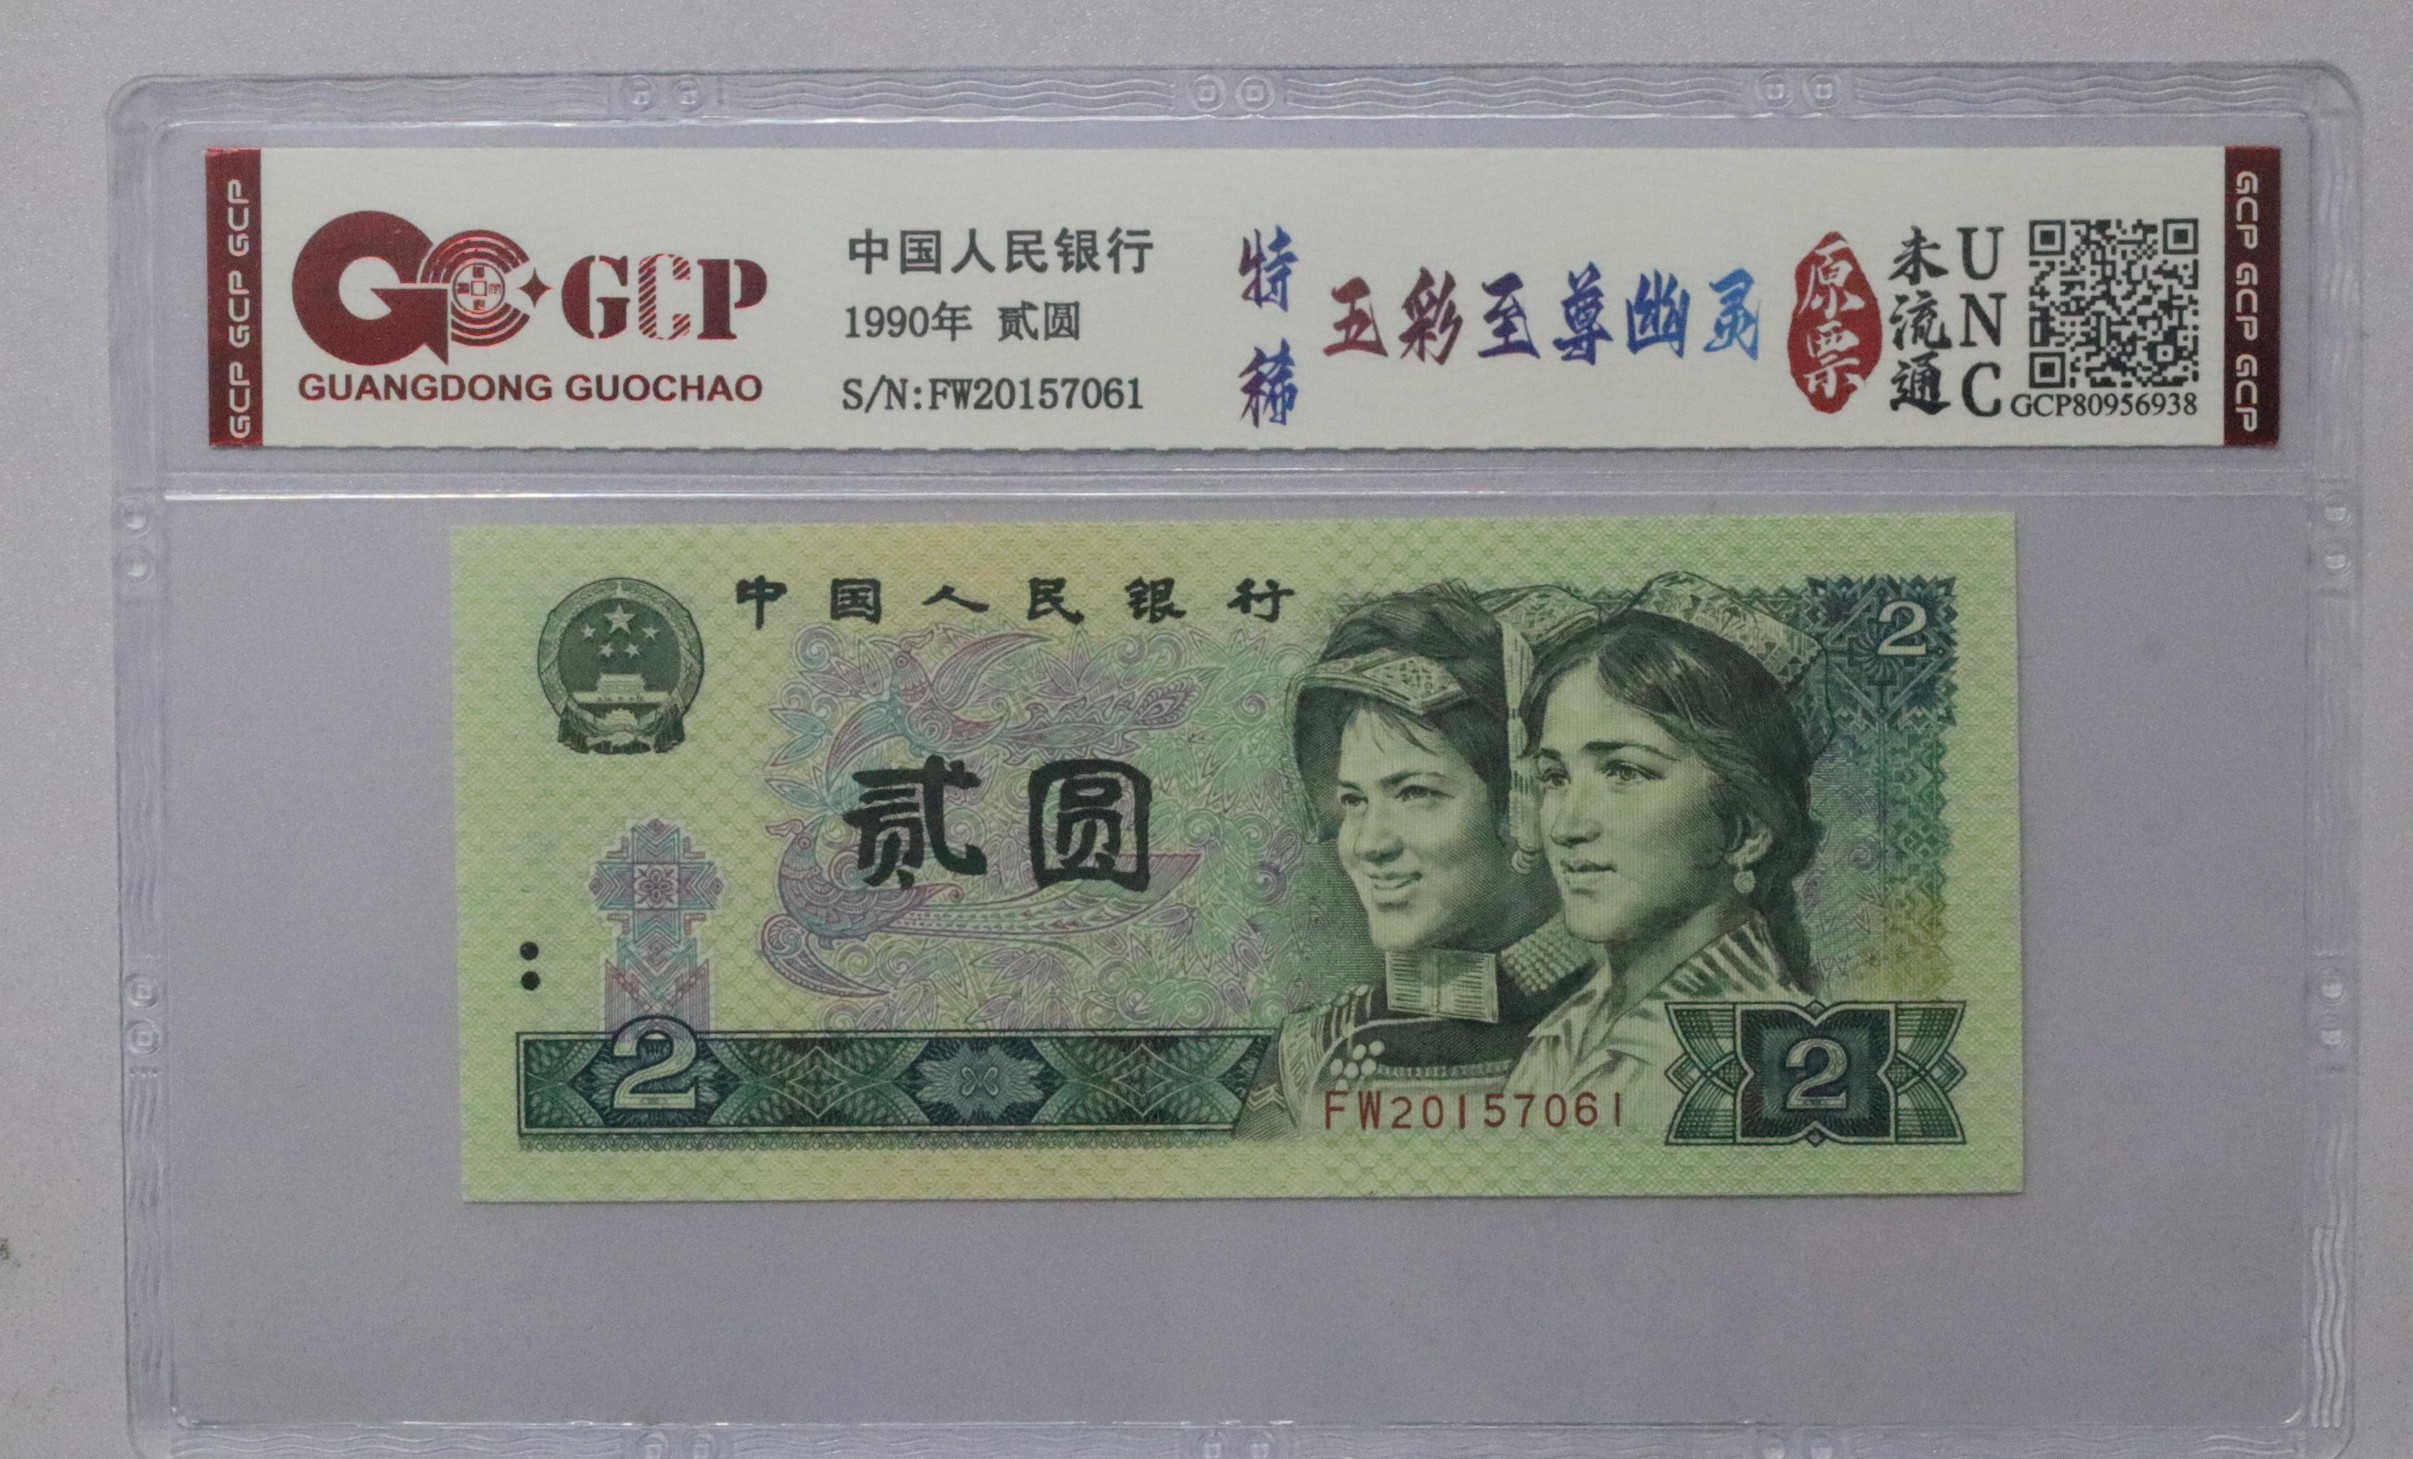 GCP GCP GCP
GCP
GUANGDONG GUOCHAO
中国人民银行
1990年 贰圆
S/N:FW20157061
特稀
五彩至尊幽灵
原票
未流通
UNC
GCP80956938
GCP GCP GCP
中国人民银行
2
贰圆
2
FW20157061
2